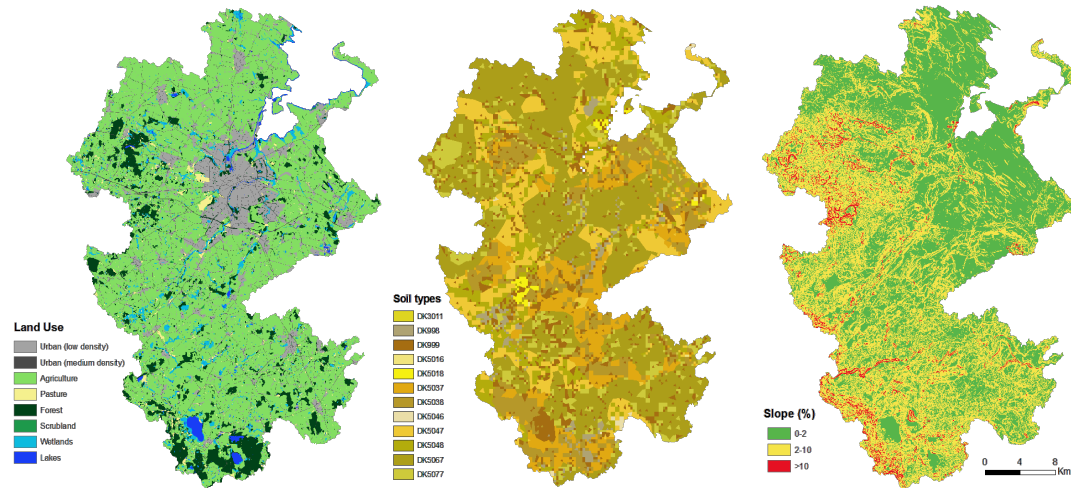 Land Use
Urban (low density)
Urban (medium density)
Agriculture
Pasture
Forest
Scrubland
Wetlands
Lakes
Soil types
DK3011
DK998
DK999
DK5016
DK5018
DK5037
DK5038
DK5046
DK5047
DK5048
DK5067
DK5077
Slope (%)
0-2
2-10
>10
0 4 8
Km